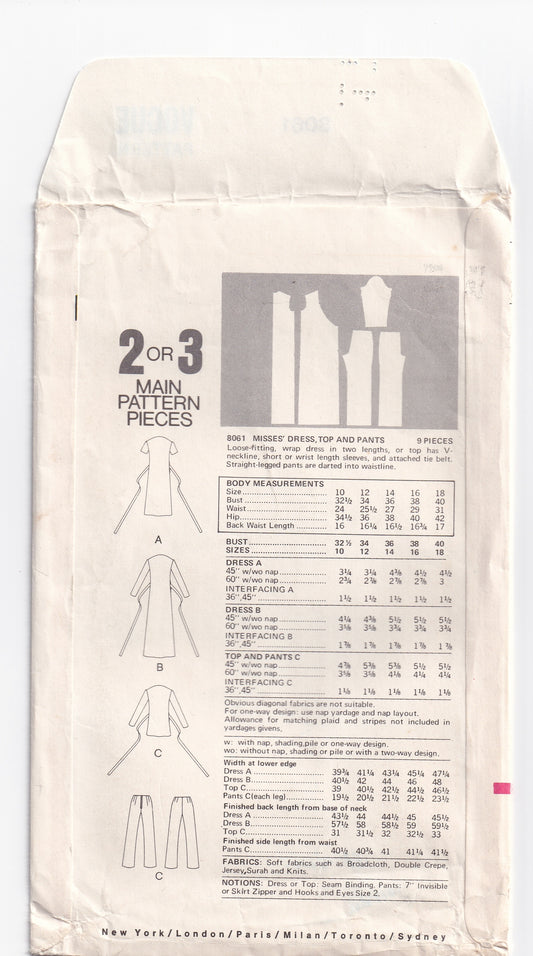 2 OR 3
MAIN
PATTERN
PIECES
A
B
C
C
8061 MISSES' DRESS, TOP AND PANTS 9 PIECES
Loose-fitting, wrap dress in two lengths, or top has V-
neckline, short or wrist length sleeves, and attached tie belt.
Straight-legged pants are darted into waistline.
BODY MEASUREMENTS
Size 10 12 14 16 18
Bust 32½ 34 36 38 40
Waist 24 25½ 27 29 31
Hip 34½ 36 38 40 42
Back Waist Length 16 16¼ 16½ 16¾ 17
BUST 32 ½ 34 36 38 40
SIZES 10 12 14 16 18
DRESS A
45" w/wo nap 3¼ 3¼ 4⅜ 4½ 4½
60" w/wo nap 2¾ 2⅞ 2⅞ 2⅞ 3
INTERFACING A
36", 45" 1½ 1½ 1½ 1½ 1½
DRESS B
45" w/wo nap 4¼ 4⅜ 5½ 5½ 5½
60" w/wo nap 3⅝ 3⅝ 3¾ 3¾ 3¾
INTERFACING B
36", 45" 1⅞ 1⅞ 1⅞ 1⅞ 1⅞
TOP AND PANTS C
45" w/wo nap 4⅞ 5⅜ 5⅜ 5½ 5½
60" w/wo nap 3⅝ 3⅝ 4⅛ 4¼ 4¼
INTERFACING C
36", 45" 1⅛ 1⅛ 1⅛ 1⅛ 1⅛
Obvious diagonal fabrics are not suitable.
For one-way design: use nap yardage and nap layout.
Allowance for matching plaid and stripes not included in
yardages givens.
w: with nap, shading, pile or one-way design.
wo: without nap, shading or pile or with a two-way design.
Width at lower edge
Dress A 39¾ 41¼ 43¼ 45¼ 47¼
Dress B 40½ 42 44 46 48
Top C 39 40½ 42½ 44½ 46½
Pants C (each leg) 19½ 20½ 21½ 22½ 23½
Finished back length from base of neck
Dress A 43½ 44 44½ 45 45½
Dress B 57½ 58 58½ 59 59½
Top C 31 31½ 32 32½ 33
Finished side length from waist
Pants C 40½ 40¾ 41 41¼ 41½
FABRICS: Soft fabrics such as Broadcloth, Double Crepe,
Jersey, Surah and Knits.
NOTIONS: Dress or Top: Seam Binding. Pants: 7" Invisible
or Skirt Zipper and Hooks and Eyes Size 2.
New York/London/Paris/Milan/Toronto/Sydney